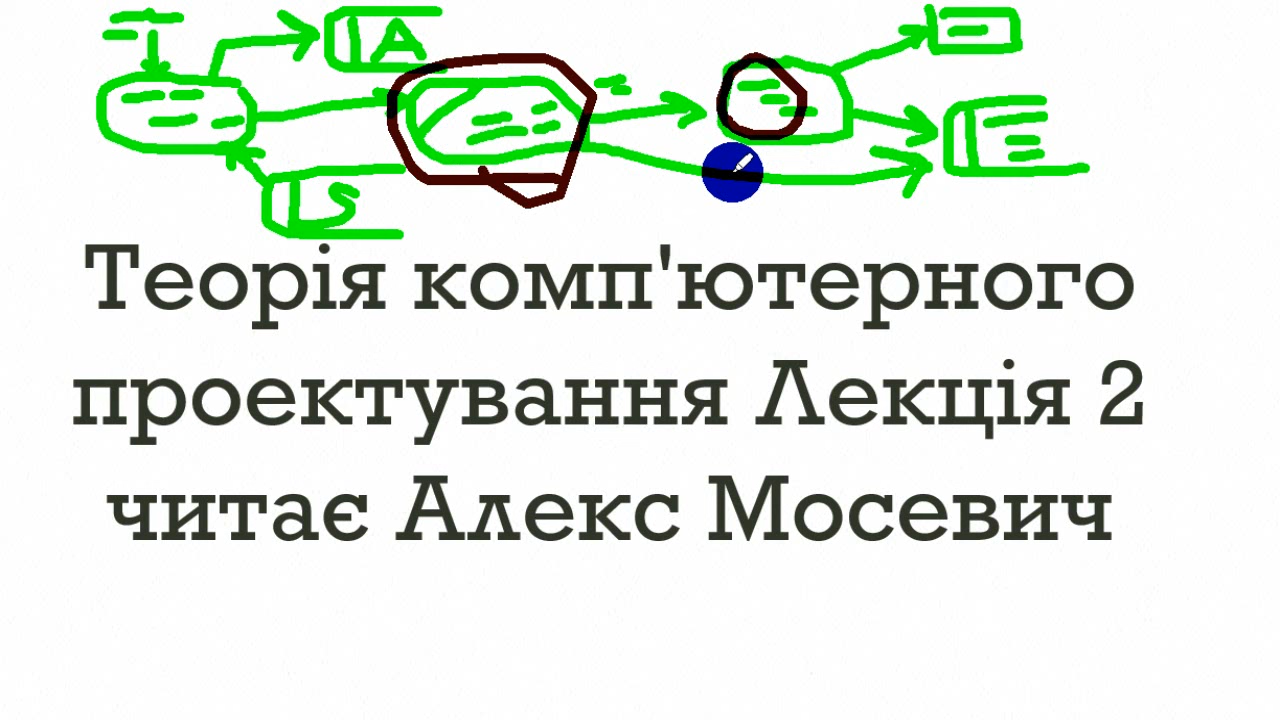 A
S
Теорія комп'ютерного
проектування Лекція 2
читає Алекс Мосевич